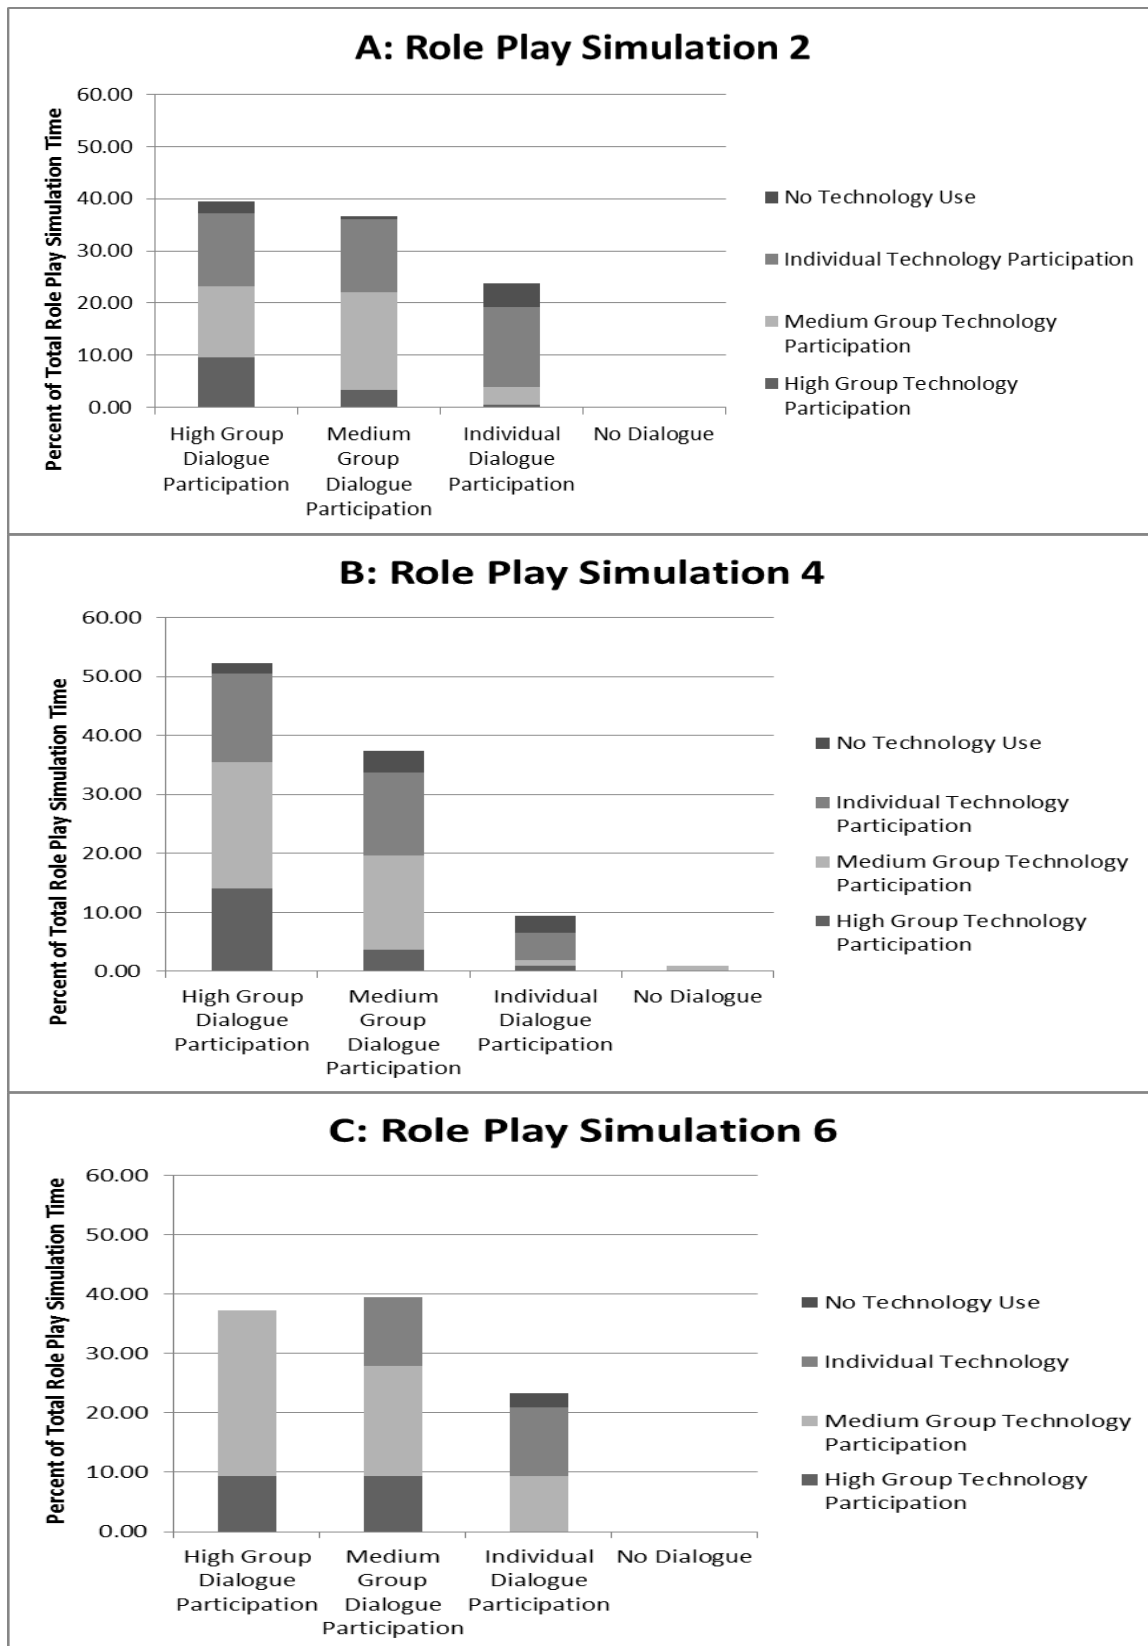 A: Role Play Simulation 2
Percent of Total Role Play Simulation Time
60.00
50.00
40.00
30.00
20.00
10.00
0.00
High Group
Dialogue
Participation
Medium
Group
Dialogue
Participation
Individual
Dialogue
Participation
No Dialogue
No Technology Use
Individual Technology Participation
Medium Group Technology
Participation
High Group Technology
Participation
B: Role Play Simulation 4
Percent of Total Role Play Simulation Time
60.00
50.00
40.00
30.00
20.00
10.00
0.00
High Group
Dialogue
Participation
Medium
Group
Dialogue
Participation
Individual
Dialogue
Participation
No Dialogue
No Technology Use
Individual Technology
Participation
Medium Group Technology
Participation
High Group Technology
Participation
C: Role Play Simulation 6
Percent of Total Role Play Simulation Time
60.00
50.00
40.00
30.00
20.00
10.00
0.00
High Group
Dialogue
Participation
Medium
Group
Dialogue
Participation
Individual
Dialogue
Participation
No Dialogue
No Technology Use
Individual Technology
Medium Group Technology
Participation
High Group Technology
Participation